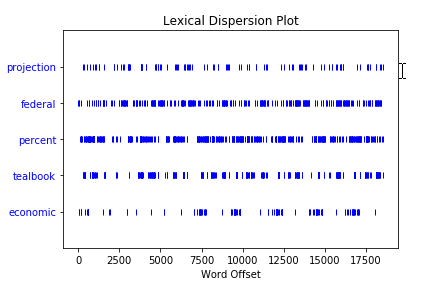 Lexical Dispersion Plot
projection
federal
percent
tealbook
economic
0 2500 5000 7500 10000 12500 15000 17500
Word Offset